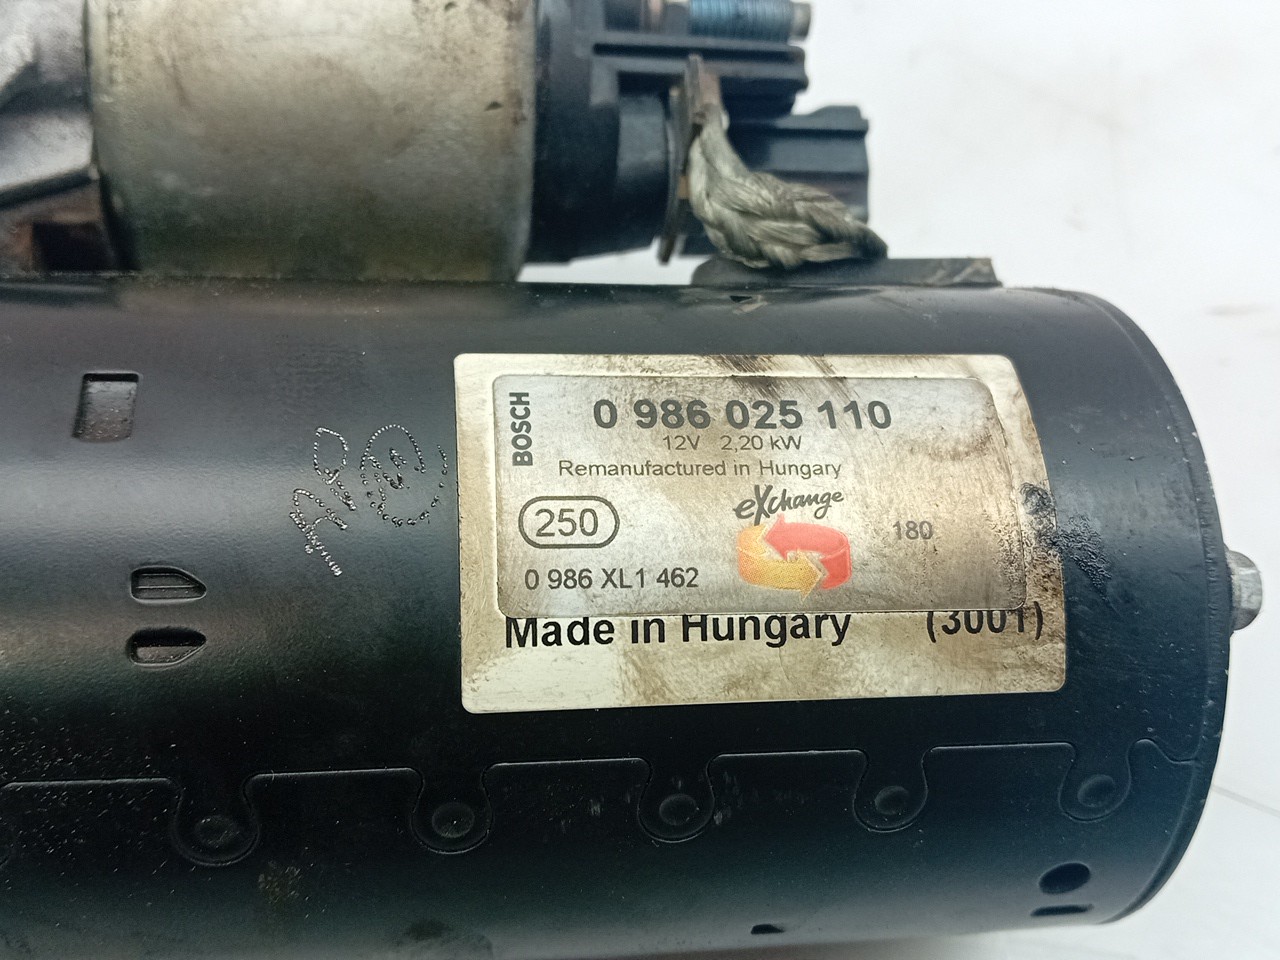 BOSCH
0 986 025 110
12V 2,20 kW
Remanufactured in Hungary
eXchange
250
180
0 986 XL1 462
Made in Hungary (3001)